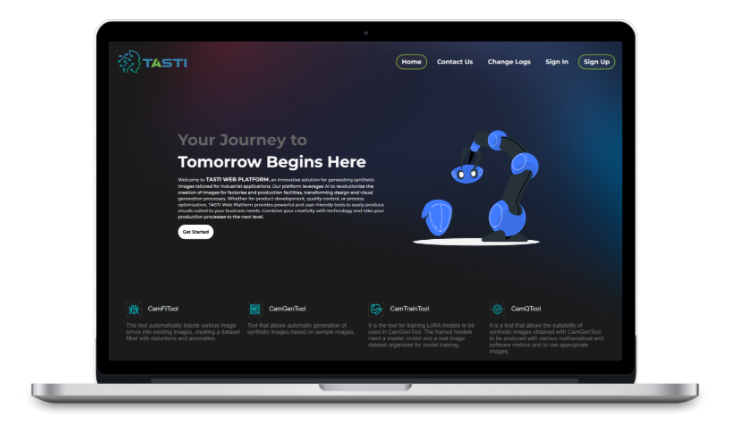 TASTI
Home
Contact Us
Change Logs
Sign In
Sign Up
Your Journey to
Tomorrow Begins Here
Welcome to TASTI WEB PLATFORM, an innovative solution for generating synthetic
images tailored for industrial applications. Our platform leverages AI to revolutionize the
creation of images for factories and production facilities, transforming design and visual
generation processes. Whether for product development, quality control, or process
optimization, TASTI Web Platform provides powerful and user-friendly tools to easily produce
visuals suited to your business needs. Combine your creativity with technology and take your
production processes to the next level.
Get Started
CamFITool
This tool automatically injects various image
errors into existing images, creating a dataset
filled with distortions and anomalies.
CamGenTool
Tool that allows automatic generation of
synthetic images based on sample images.
CamTrainTool
It is the tool for training LoRA models to be
used in CamGenTool. The trained models
need a master model and a real image
dataset organized for model training.
CamQTool
It is a tool that allows the suitability of
synthetic images obtained with CamGenTool
to be analyzed with various mathematical and
software metrics and to use appropriate
images.